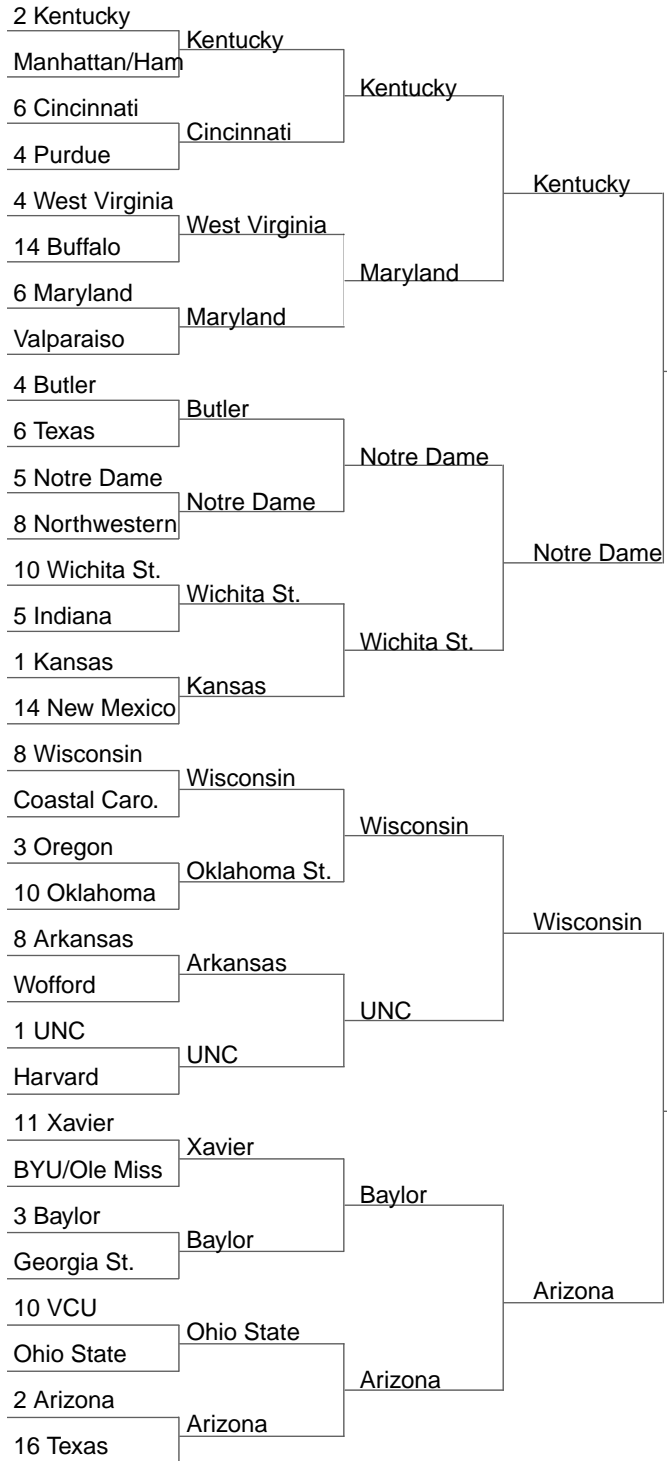 2 Kentucky
Manhattan/Ham
6 Cincinnati
4 Purdue
4 West Virginia
14 Buffalo
6 Maryland
Valparaiso
4 Butler
6 Texas
5 Notre Dame
8 Northwestern
10 Wichita St.
5 Indiana
1 Kansas
14 New Mexico
8 Wisconsin
Coastal Caro.
3 Oregon
10 Oklahoma
8 Arkansas
Wofford
1 UNC
Harvard
11 Xavier
BYU/Ole Miss
3 Baylor
Georgia St.
10 VCU
Ohio State
2 Arizona
16 Texas
Kentucky
Cincinnati
West Virginia
Maryland
Butler
Notre Dame
Wichita St.
Kansas
Wisconsin
Oklahoma St.
Arkansas
UNC
Xavier
Baylor
Ohio State
Arizona
Kentucky
Maryland
Notre Dame
Wichita St.
Wisconsin
UNC
Baylor
Arizona
Kentucky
Notre Dame
Wisconsin
Arizona